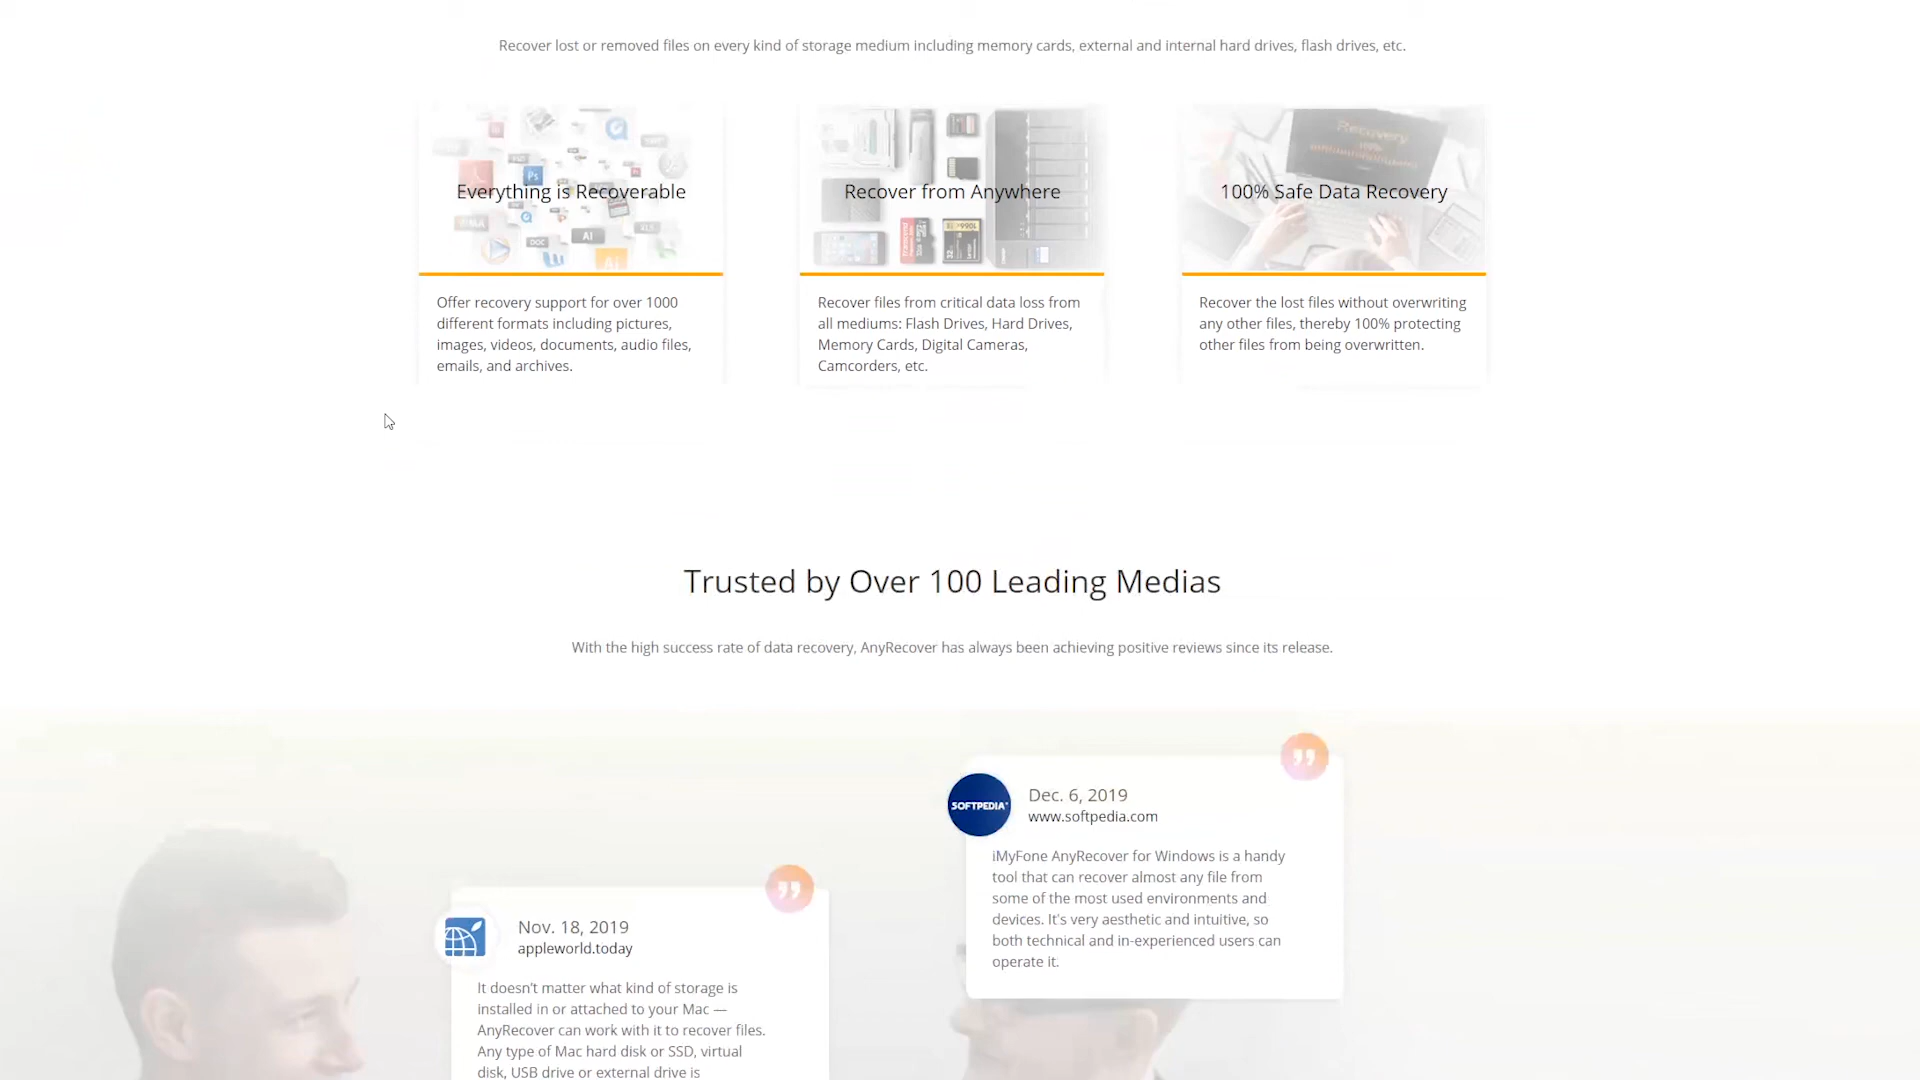 Recover lost or removed files on every kind of storage medium including memory cards, external and internal hard drives, flash drives, etc.
Everything is Recoverable
Recover from Anywhere
100% Safe Data Recovery
Offer recovery support for over 1000
different formats including pictures,
images, videos, documents, audio files,
emails, and archives.
Recover files from critical data loss from
all mediums: Flash Drives, Hard Drives,
Memory Cards, Digital Cameras,
Camcorders, etc.
Recover the lost files without overwriting
any other files, thereby 100% protecting
other files from being overwritten.
Trusted by Over 100 Leading Medias
With the high success rate of data recovery, AnyRecover has always been achieving positive reviews since its release.
SOFTPEDIA
Dec. 6, 2019
www.softpedia.com
iMyFone AnyRecover for Windows is a handy
tool that can recover almost any file from
some of the most used environments and
devices. It's very aesthetic and intuitive, so
both technical and in-experienced users can
operate it.
Nov. 18, 2019
appleworld.today
It doesn't matter what kind of storage is
installed in or attached to your Mac —
AnyRecover can work with it to recover files.
Any type of Mac hard disk or SSD, virtual
disk, USB drive or external drive is